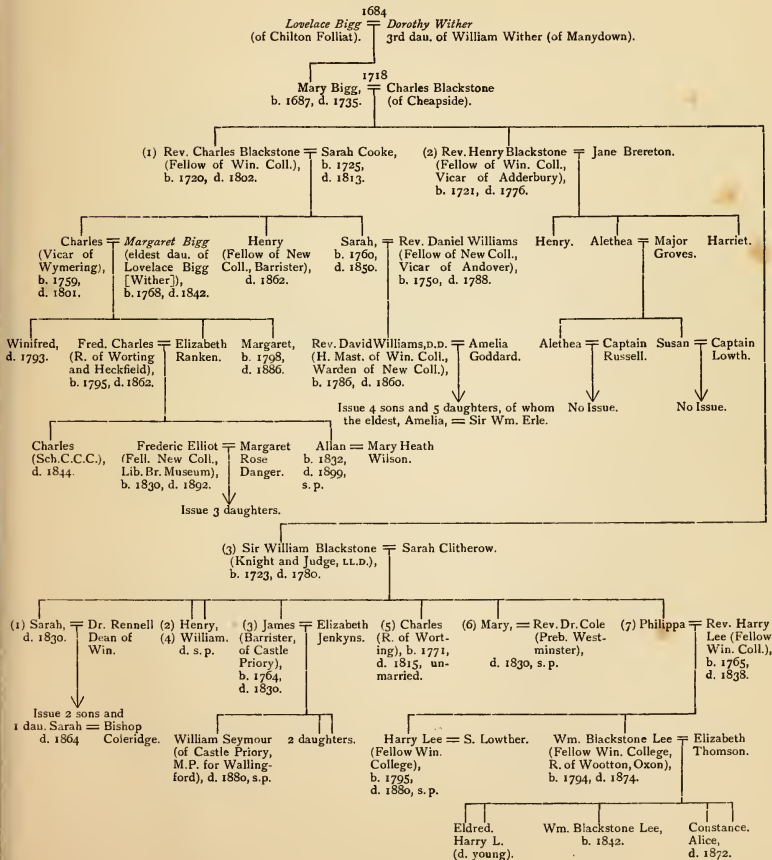 1684
Lovelace Bigg = Dorothy Wither
(of Chilton Folliat). 3rd dau. of William Wither (of Manydown).
1718
Mary Bigg, = Charles Blackstone
b. 1687, d. 1735. (of Cheapside).
(1) Rev. Charles Blackstone = Sarah Cooke,
(Fellow of Win. Coll.), b. 1725,
b. 1720, d. 1802. d. 1813.
(2) Rev. Henry Blackstone = Jane Brereton.
(Fellow of Win. Coll.,
Vicar of Adderbury),
b. 1721, d. 1776.
Charles = Margaret Bigg
(Vicar of (eldest dau. of
Wymering), Lovelace Bigg
b. 1759, [Wither]),
d. 1801. b. 1768, d. 1842.
Henry
(Fellow of New
Coll., Barrister),
d. 1862.
Sarah, = Rev. Daniel Williams
b. 1760, (Fellow of New Coll.,
d. 1850. Vicar of Andover),
b. 1750, d. 1788.
Henry. Alethea = Major Harriet.
Groves.
Winifred,
d. 1793.
Fred. Charles = Elizabeth
(R. of Worting Ranken.
and Heckfield),
b. 1795, d. 1862.
Margaret,
b. 1798,
d. 1886.
Rev. David Williams, D.D. = Amelia
(H. Mast. of Win. Coll., Goddard.
Warden of New Coll.),
b. 1786, d. 1860.
Alethea = Captain
Russell.
Susan = Captain
Lowth.
Issue 4 sons and 5 daughters, of whom
the eldest, Amelia, = Sir Wm. Erle.
No Issue.
No Issue.
Charles
(Sch. C.C.C.),
d. 1844.
Frederic Elliot = Margaret
(Fell. New Coll., Rose
Lib. Br. Museum), Danger.
b. 1830, d. 1892.
Allan = Mary Heath
b. 1832, Wilson.
d. 1899,
s.p.
Issue 3 daughters.
(3) Sir William Blackstone = Sarah Clitherow.
(Knight and Judge, LL.D.),
b. 1723, d. 1780.
(1) Sarah, = Dr. Rennell
d. 1830. Dean of
Win.
(2) Henry,
(4) William.
d. s. p.
(3) James = Elizabeth
(Barrister, Jenkyns.
of Castle
Priory),
b. 1764,
d. 1830.
(5) Charles
(R. of Wort-
ing), b. 1771,
d. 1815, un-
married.
(6) Mary, = Rev. Dr. Cole
(Preb. West-
minster),
d. 1830, s. p.
(7) Philippa = Rev. Harry
Lee (Fellow
Win. Coll.),
b. 1765,
d. 1838.
Issue 2 sons and
1 dau. Sarah = Bishop
d. 1864 Coleridge.
William Seymour
(of Castle Priory,
M.P. for Walling-
ford), d. 1880, s.p.
2 daughters.
Harry Lee = S. Lowther.
(Fellow Win.
College),
b. 1795,
d. 1880, s. p.
Wm. Blackstone Lee = Elizabeth
(Fellow Win. College, Thomson.
R. of Wootton, Oxon),
b. 1794, d. 1874.
Eldred.
Harry L.
(d. young).
Wm. Blackstone Lee,
b. 1842.
Constance.
Alice,
d. 1872.